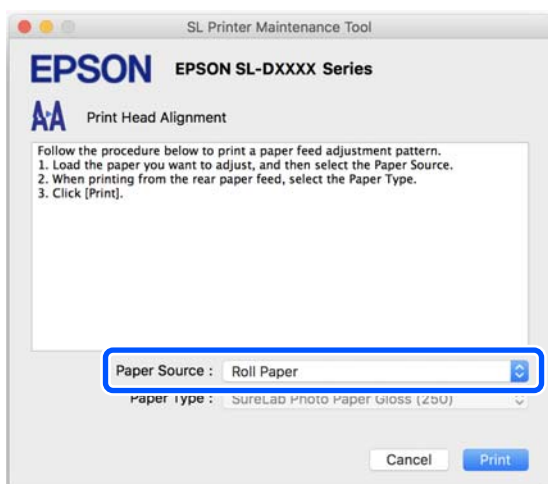 SL Printer Maintenance Tool
EPSON EPSON SL-DXXXX Series
Print Head Alignment
Follow the procedure below to print a paper feed adjustment pattern.
1. Load the paper you want to adjust, and then select the Paper Source.
2. When printing from the rear paper feed, select the Paper Type.
3. Click [Print].
Paper Source : Roll Paper
Paper Type : SureLab Photo Paper Gloss (250)
Cancel Print